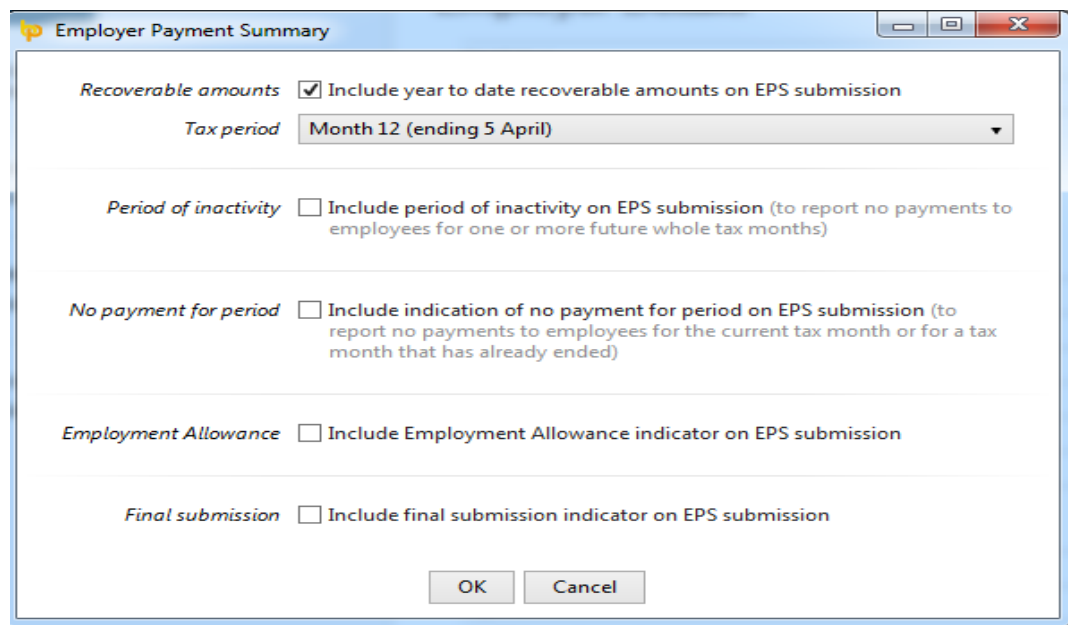 Employer Payment Summary
Recoverable amounts Include year to date recoverable amounts on EPS submission
Tax period Month 12 (ending 5 April)
Period of inactivity Include period of inactivity on EPS submission (to report no payments to
employees for one or more future whole tax months)
No payment for period Include indication of no payment for period on EPS submission (to
report no payments to employees for the current tax month or for a tax
month that has already ended)
Employment Allowance Include Employment Allowance indicator on EPS submission
Final submission Include final submission indicator on EPS submission
OK Cancel